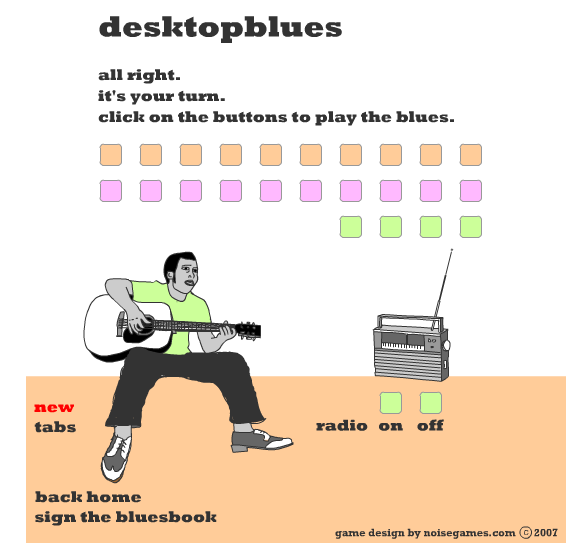 desktopblues
all right.
it's your turn.
click on the buttons to play the blues.
new
tabs
radio on off
back home
sign the bluesbook
game design by noisegames.com ©2007